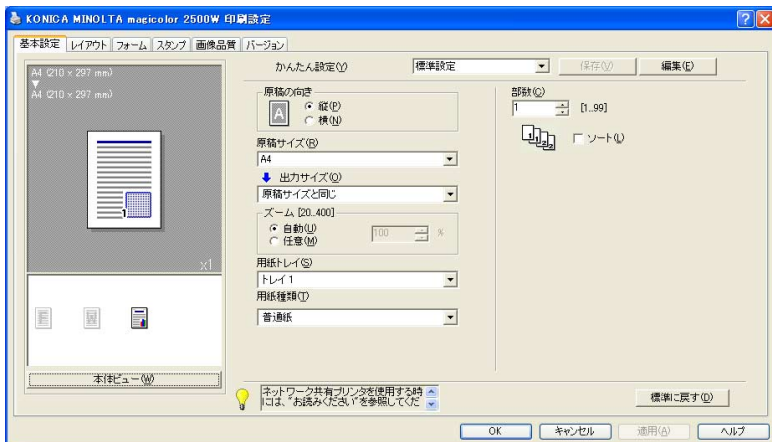 KONICA MINOLTA magicolor 2500W 印刷設定
基本設定 レイアウト フォーム スタンプ 画像品質 バージョン
A4 (210 × 297 mm)
A4 (210 × 297 mm)
1
x1
本体ビュー(W)
かんたん設定(Y) 標準設定 保存(V) 編集(E)
原稿の向き
A
縦(P)
横(N)
原稿サイズ(R)
A4
出力サイズ(O)
原稿サイズと同じ
ズーム [20..400]
自動(U)
任意(M)
100 %
用紙トレイ(S)
トレイ 1
用紙種類(T)
普通紙
部数(C)
1 [1..99]
1 1 2 2 ソート(L)
ネットワーク共有プリンタを使用する時
には、"お読みください"を参照してくだ
標準に戻す(D)
OK キャンセル 適用(A) ヘルプ